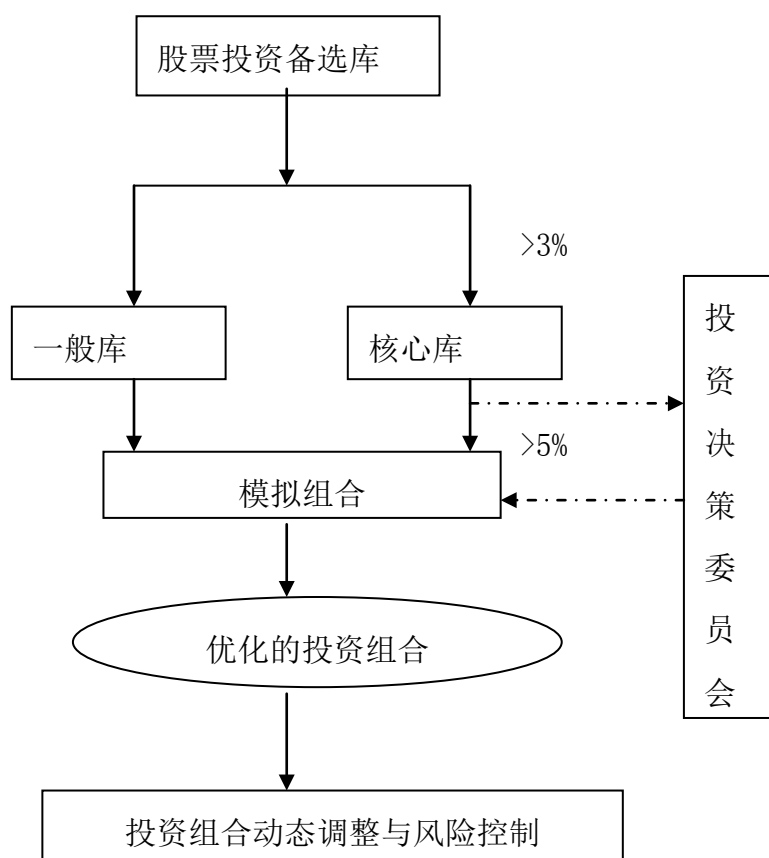 股票投资备选库
>3%
一般库
核心库
投资决策委员会
>5%
模拟组合
优化的投资组合
投资组合动态调整与风险控制